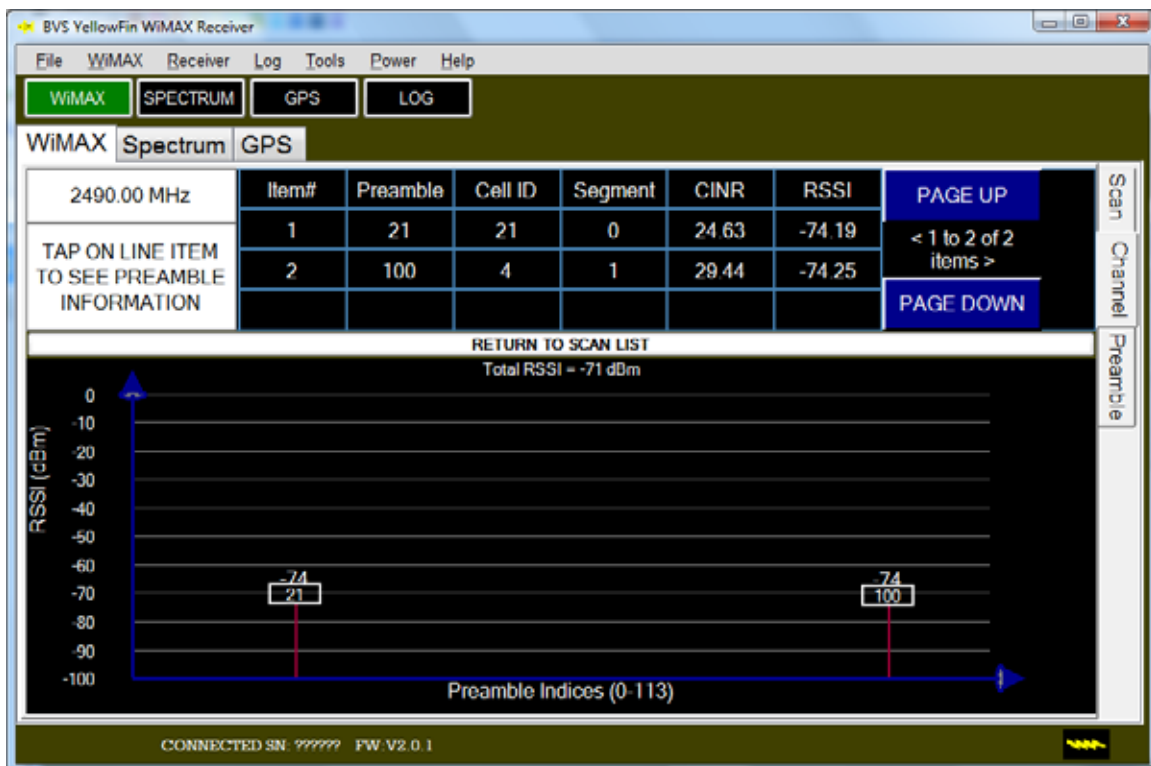 BVS YellowFin WiMAX Receiver
File WiMAX Receiver Log Tools Power Help
WiMAX SPECTRUM GPS LOG
WiMAX Spectrum GPS
2490.00 MHz
TAP ON LINE ITEM
TO SEE PREAMBLE
INFORMATION
Item# Preamble Cell ID Segment CINR RSSI
1 21 21 0 24.63 -74.19
2 100 4 1 29.44 -74.25
PAGE UP
< 1 to 2 of 2
items >
PAGE DOWN
Scan
Channel
Preamble
RETURN TO SCAN LIST
Total RSSI = -71 dBm
RSSI (dBm)
0
-10
-20
-30
-40
-50
-60
-70
-80
-90
-100
-74
21
-74
100
Preamble Indices (0-113)
CONNECTED SN: ?????? FW:V2.0.1